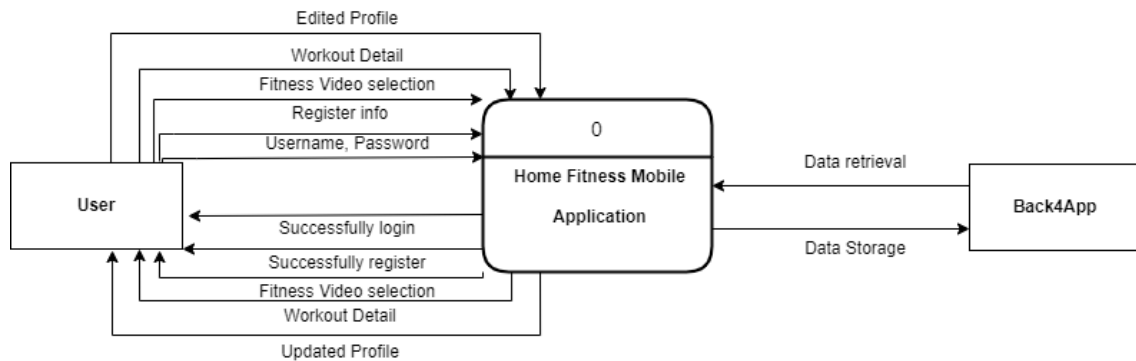 Edited Profile
Workout Detail
Fitness Video selection
Register info
0
Username, Password
Data retrieval
Home Fitness Mobile
Application
User
Back4App
Successfully login
Data Storage
Successfully register
Fitness Video selection
Workout Detail
Updated Profile